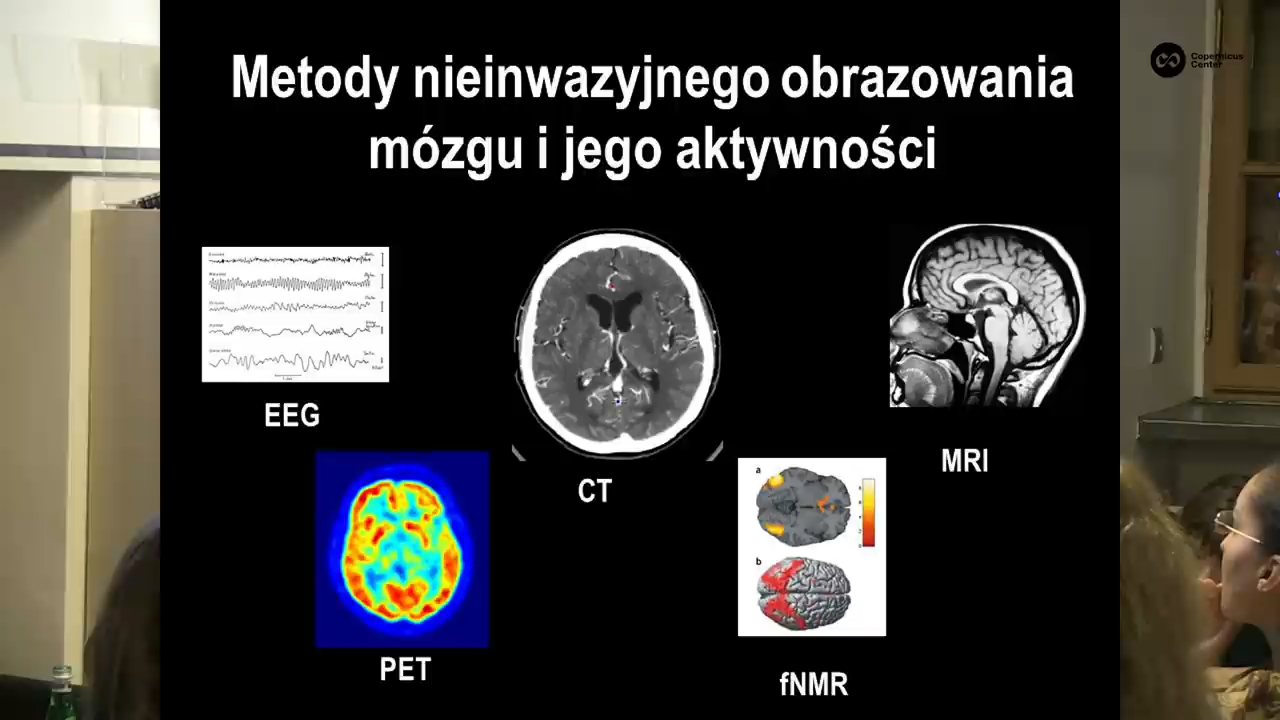 Metody nieinwazyjnego obrazowania
mózgu i jego aktywności
Copernicus
Center
EEG
CT
MRI
a
b
PET
fNMR